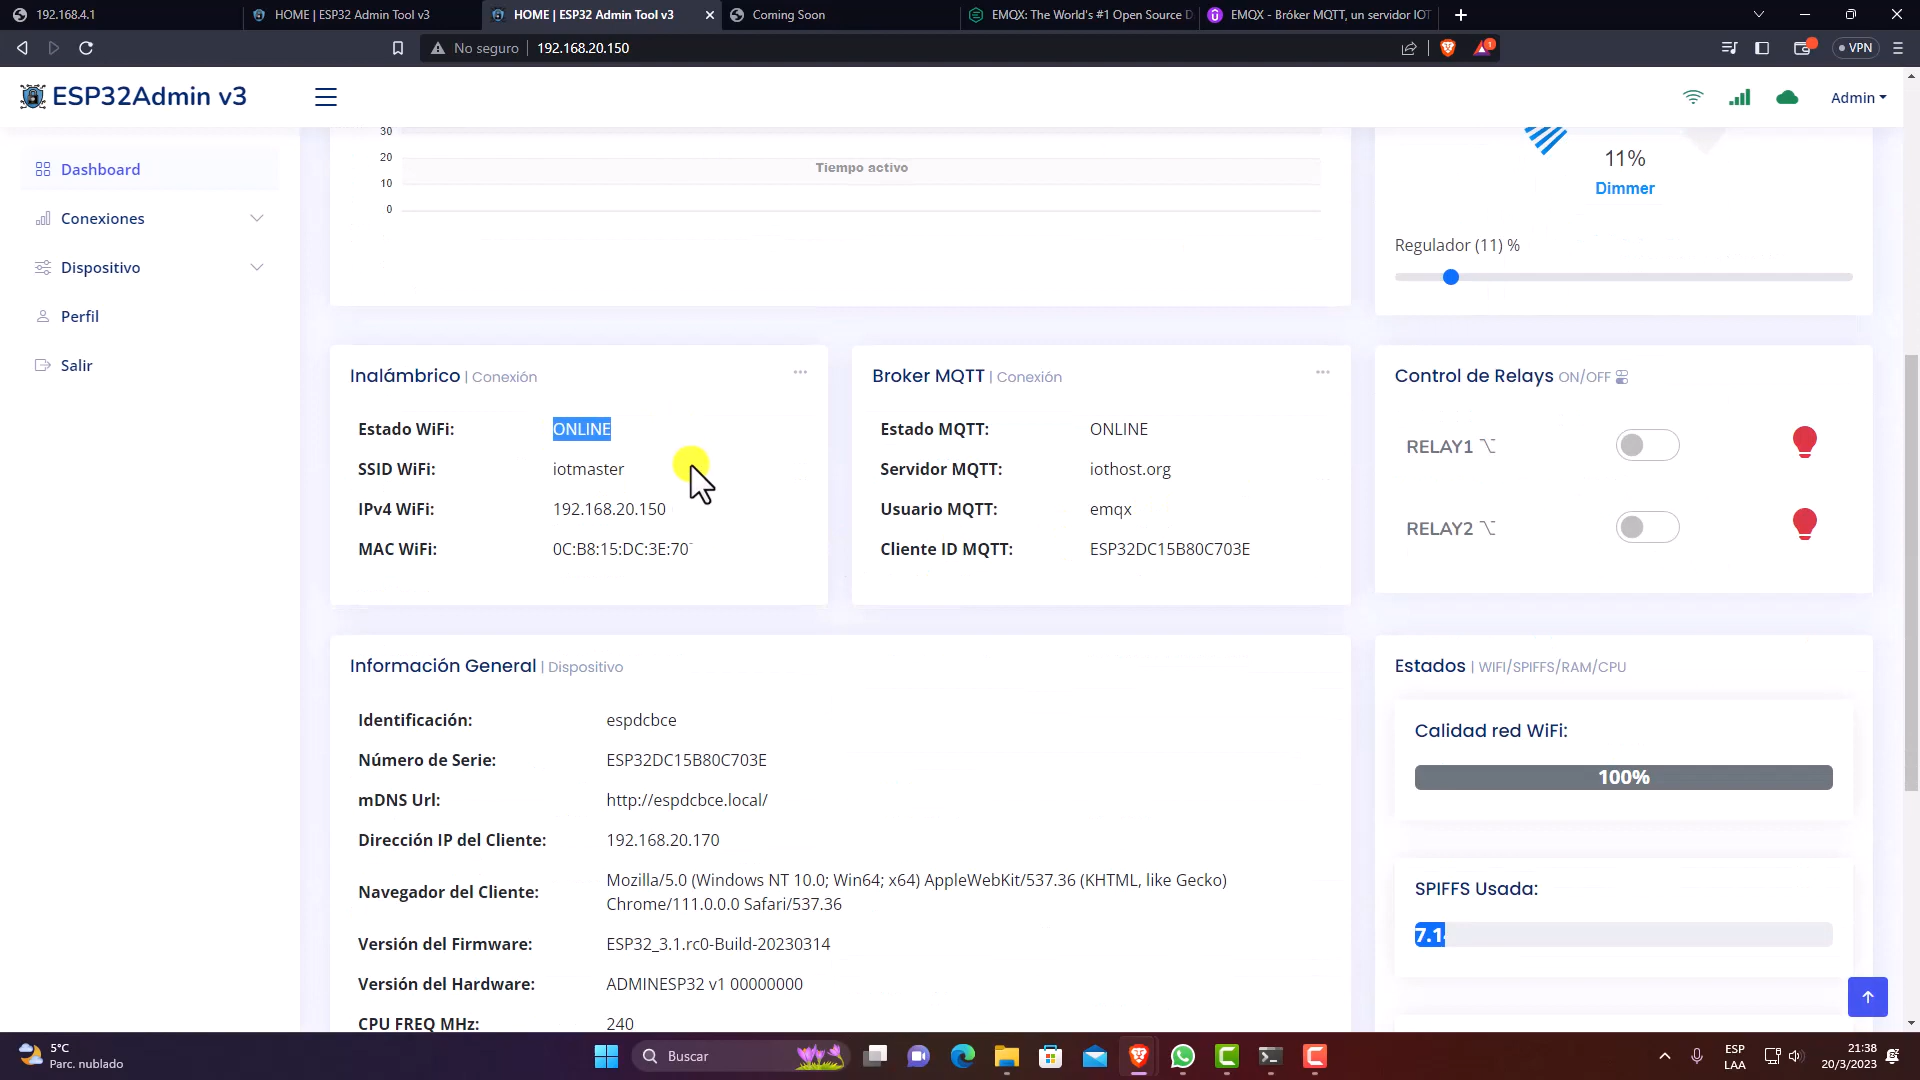 192.168.4.1
HOME | ESP32 Admin Tool v3
HOME | ESP32 Admin Tool v3
Coming Soon
EMQX: The World's #1 Open Source D
EMQX - Bróker MQTT, un servidor IOT
No seguro
192.168.20.150
1
VPN
ESP32Admin v3
Admin
Dashboard
Conexiones
Dispositivo
Perfil
Salir
30
20
10
0
Tiempo activo
11%
Dimmer
Regulador (11) %
Inalámbrico | Conexión
Estado WiFi: ONLINE
SSID WiFi: iotmaster
IPv4 WiFi: 192.168.20.150
MAC WiFi: 0C:B8:15:DC:3E:70
Broker MQTT | Conexión
Estado MQTT: ONLINE
Servidor MQTT: iothost.org
Usuario MQTT: emqx
Cliente ID MQTT: ESP32DC15B80C703E
Control de Relays ON/OFF
RELAY1
RELAY2
Información General | Dispositivo
Identificación: espdcbce
Número de Serie: ESP32DC15B80C703E
mDNS Url: http://espdcbce.local/
Dirección IP del Cliente: 192.168.20.170
Navegador del Cliente: Mozilla/5.0 (Windows NT 10.0; Win64; x64) AppleWebKit/537.36 (KHTML, like Gecko)
Chrome/111.0.0.0 Safari/537.36
Versión del Firmware: ESP32_3.1.rc0-Build-20230314
Versión del Hardware: ADMINESP32 v1 00000000
CPU FREQ MHz: 240
Estados | WIFI/SPIFFS/RAM/CPU
Calidad red WiFi:
100%
SPIFFS Usada:
7.1
5°C
Parc. nublado
Buscar
ESP
LAA
21:38
20/3/2023